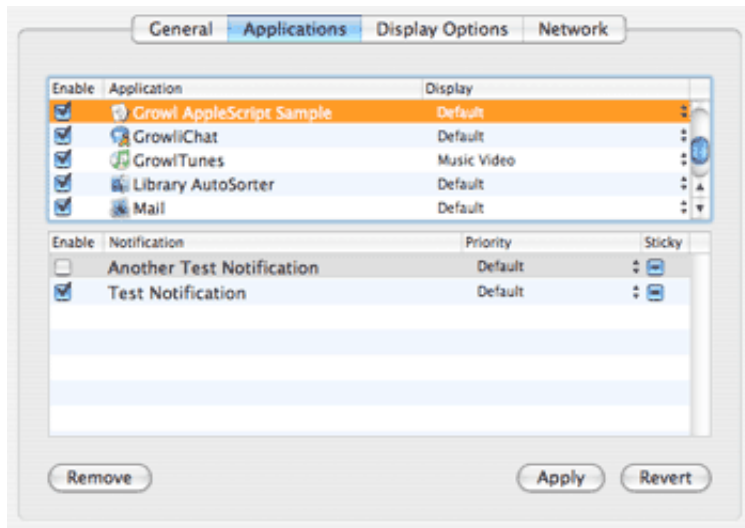 General Applications Display Options Network
Enable Application Display
Growl AppleScript Sample Default
GrowliChat Default
GrowlTunes Music Video
Library AutoSorter Default
Mail Default
Enable Notification Priority Sticky
Another Test Notification Default
Test Notification Default
Remove Apply Revert